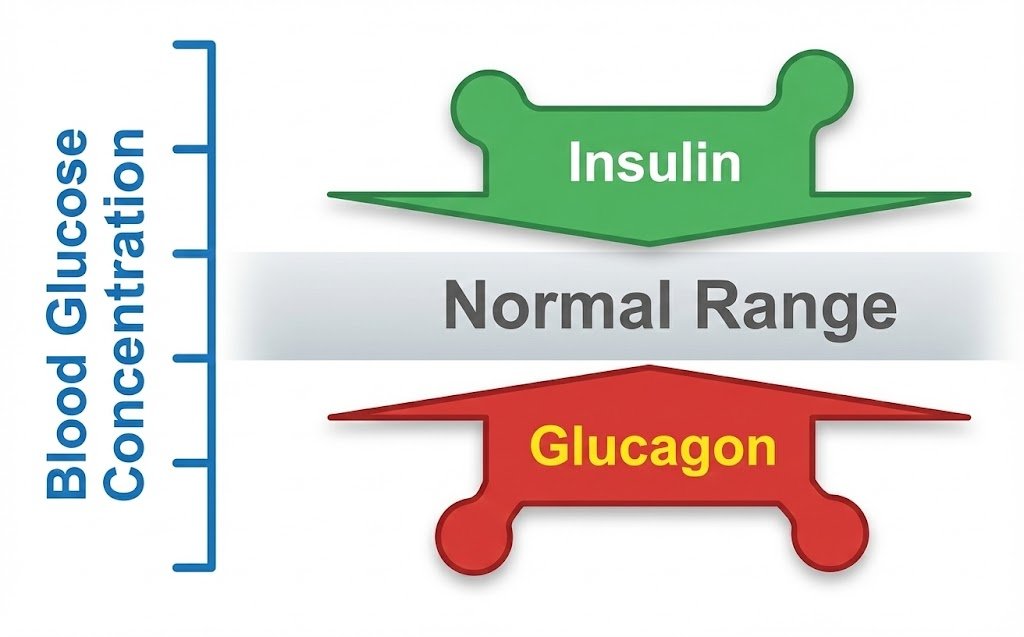 Blood Glucose
Concentration
Insulin
Normal Range
Glucagon